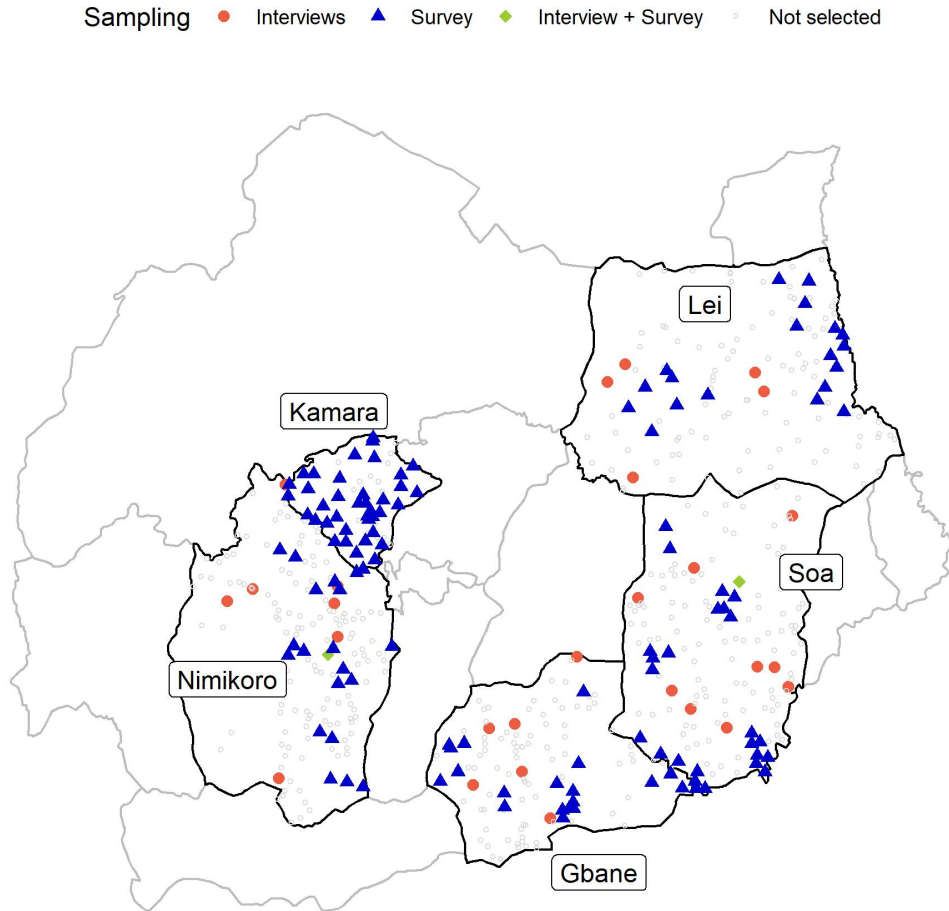 Sampling Interviews Survey Interview + Survey Not selected
Lei
Kamara
Soa
Nimikoro
Gbane